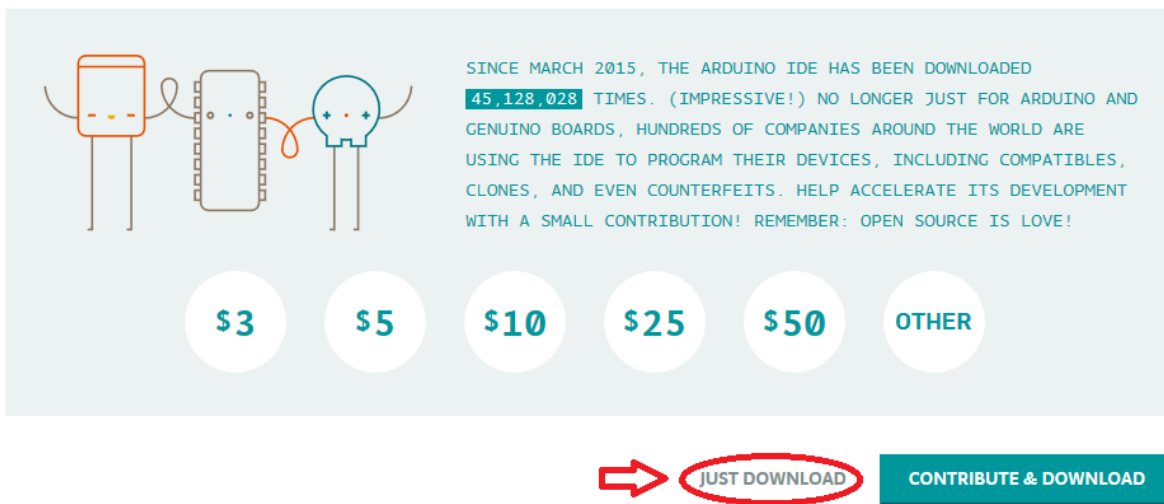 SINCE MARCH 2015, THE ARDUINO IDE HAS BEEN DOWNLOADED
45,128,028 TIMES. (IMPRESSIVE!) NO LONGER JUST FOR ARDUINO AND
GENUINO BOARDS, HUNDREDS OF COMPANIES AROUND THE WORLD ARE
USING THE IDE TO PROGRAM THEIR DEVICES, INCLUDING COMPATIBLES,
CLONES, AND EVEN COUNTERFEITS. HELP ACCELERATE ITS DEVELOPMENT
WITH A SMALL CONTRIBUTION! REMEMBER: OPEN SOURCE IS LOVE!
$3 $5 $10 $25 $50 OTHER
JUST DOWNLOAD CONTRIBUTE & DOWNLOAD